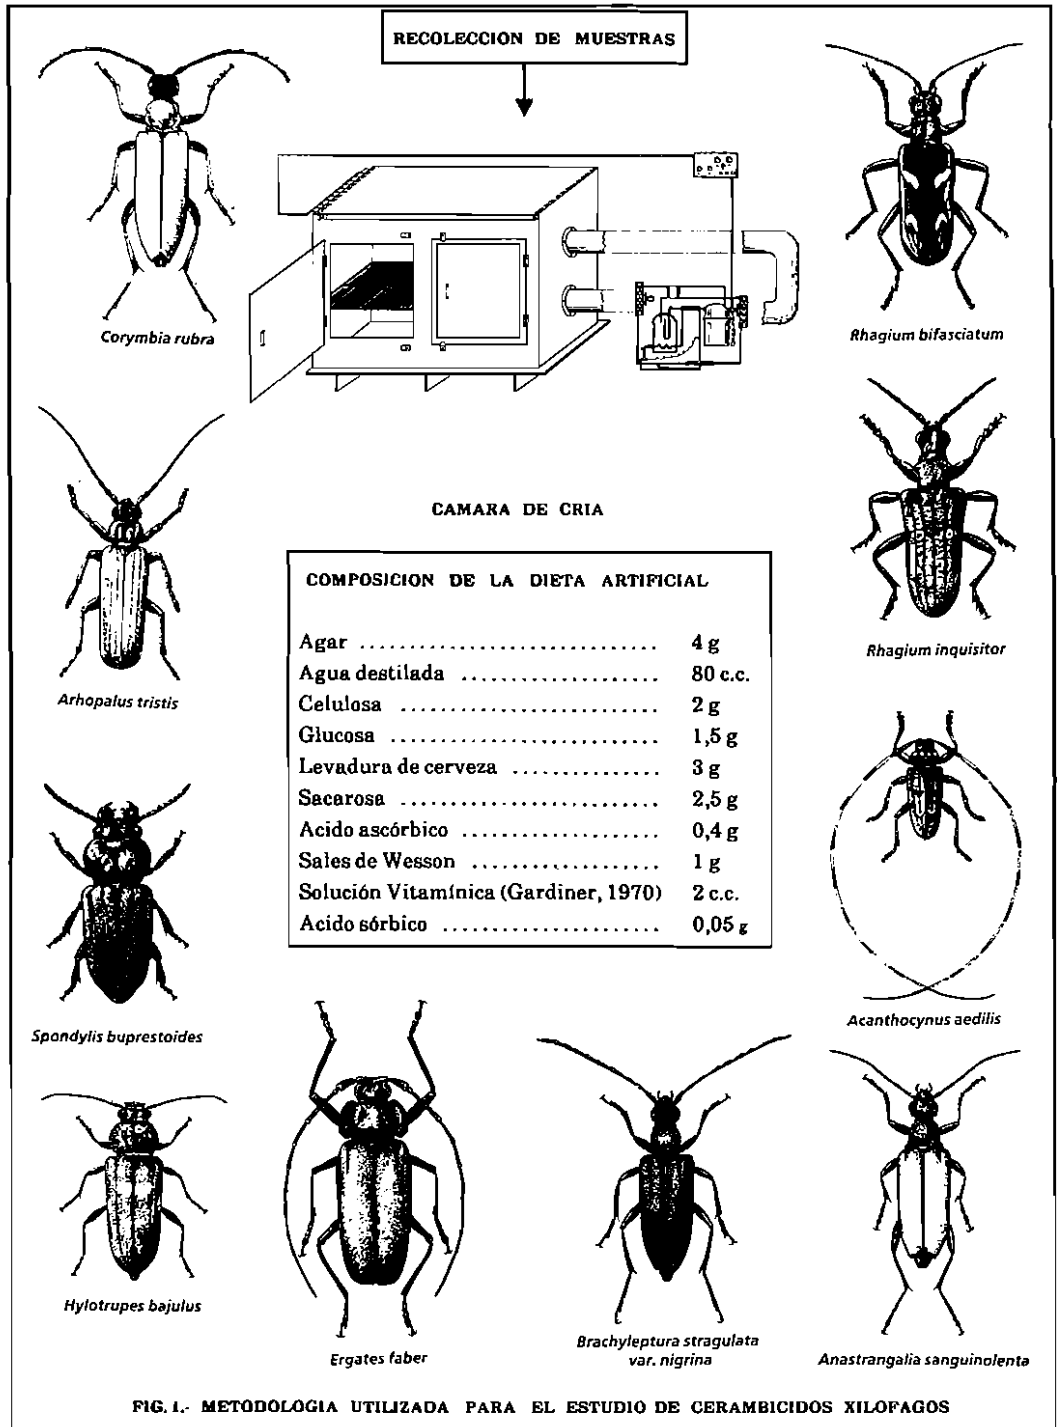 RECOLECCION DE MUESTRAS
Corymbia rubra
Rhagium bifasciatum
Rhagium inquisitor
Arhopalus tristis
CAMARA DE CRIA
COMPOSICION DE LA DIETA ARTIFICIAL
Agar .............................. 4 g
Agua destilada .................... 80 c.c.
Celulosa .......................... 2 g
Glucosa ........................... 1,5 g
Levadura de cerveza ............... 3 g
Sacarosa .......................... 2,5 g
Acido ascórbico .................... 0,4 g
Sales de Wesson ................... 1 g
Solución Vitamínica (Gardiner, 1970) 2 c.c.
Acido sórbico ...................... 0,05 g
Spondylis buprestoides
Acanthocynus aedilis
Hylotrupes bajulus
Ergates faber
Brachyleptura stragulata
var. nigrina
Anastrangalia sanguinolenta
FIG. 1.- METODOLOGIA UTILIZADA PARA EL ESTUDIO DE CERAMBICIDOS XILOFAGOS